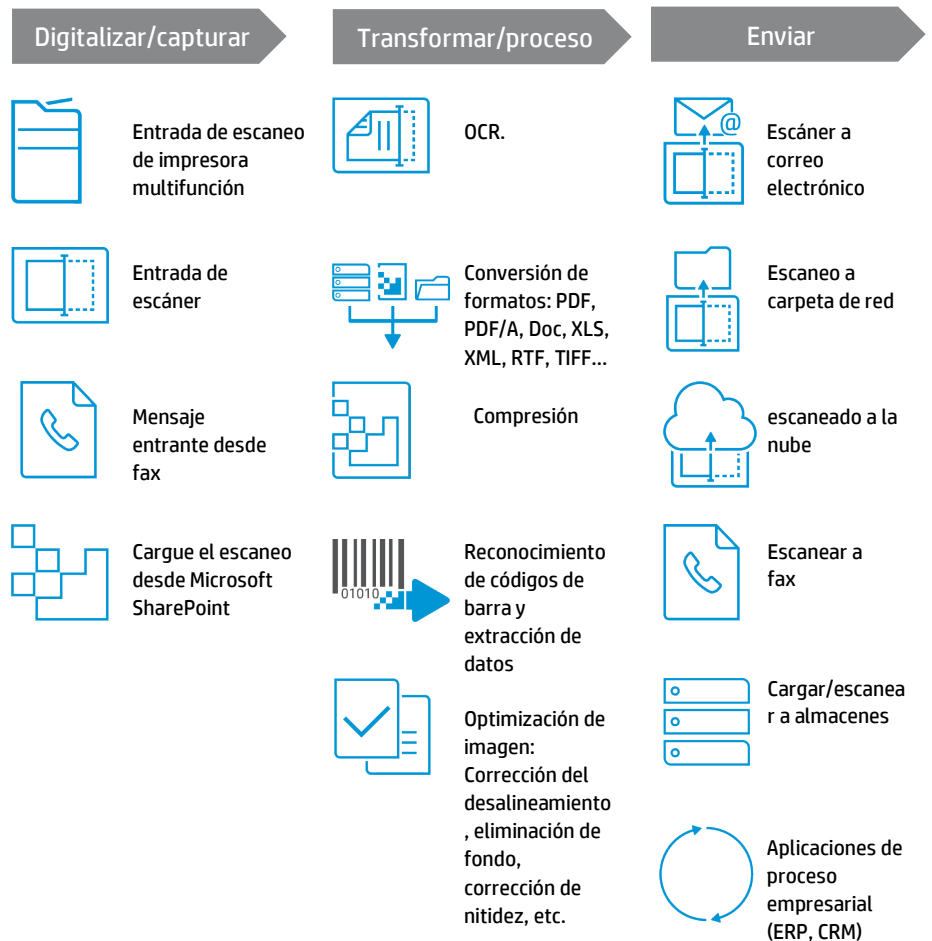 Digitalizar/capturar
Entrada de escaneo
de impresora
multifunción
Entrada de
escáner
Mensaje
entrante desde
fax
Cargue el escaneo
desde Microsoft
SharePoint
Transformar/proceso
OCR.
Conversión de
formatos: PDF,
PDF/A, Doc, XLS,
XML, RTF, TIFF...
Compresión
01010
Reconocimiento
de códigos de
barra y
extracción de
datos
Optimización de
imagen:
Corrección del
desalineamiento
, eliminación de
fondo,
corrección de
nitidez, etc.
Enviar
@
Escáner a
correo
electrónico
Escaneo a
carpeta de red
escaneado a la
nube
Escanear a
fax
Cargar/escanea
r a almacenes
Aplicaciones de
proceso
empresarial
(ERP, CRM)